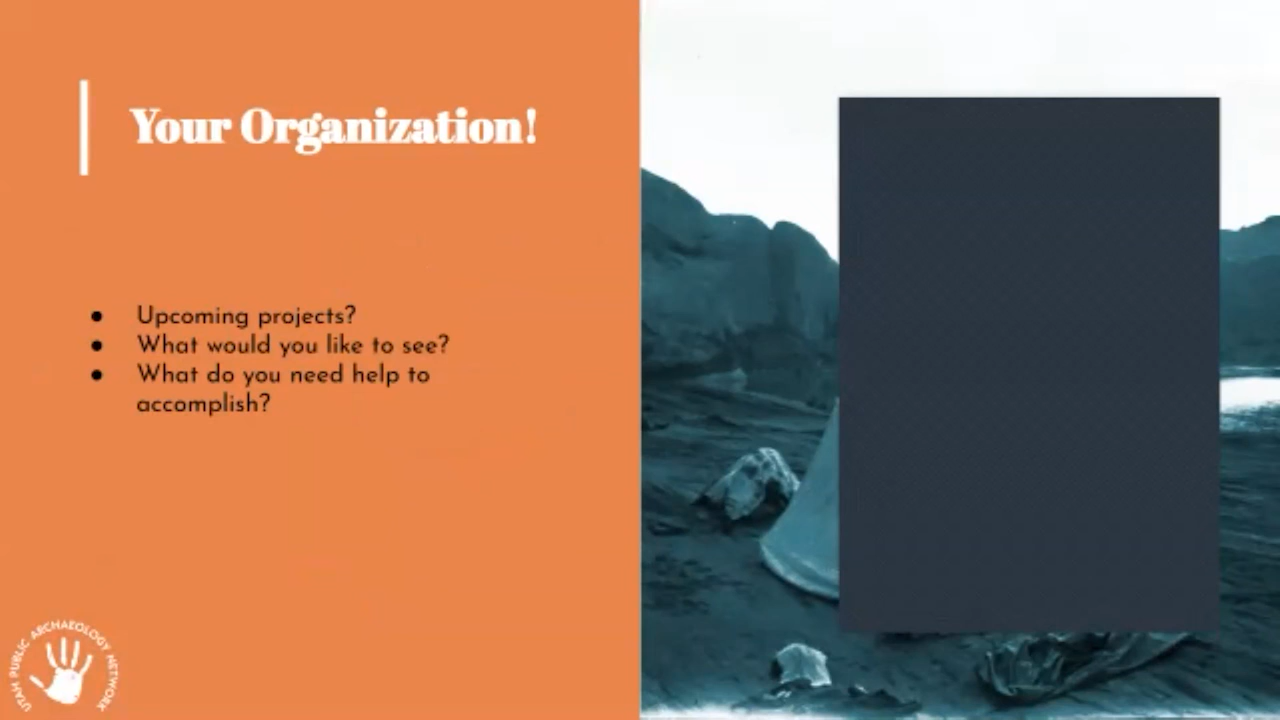 Your Organization!
● Upcoming projects?
● What would you like to see?
● What do you need help to
accomplish?
UTAH PUBLIC ARCHAEOLOGY NETWORK